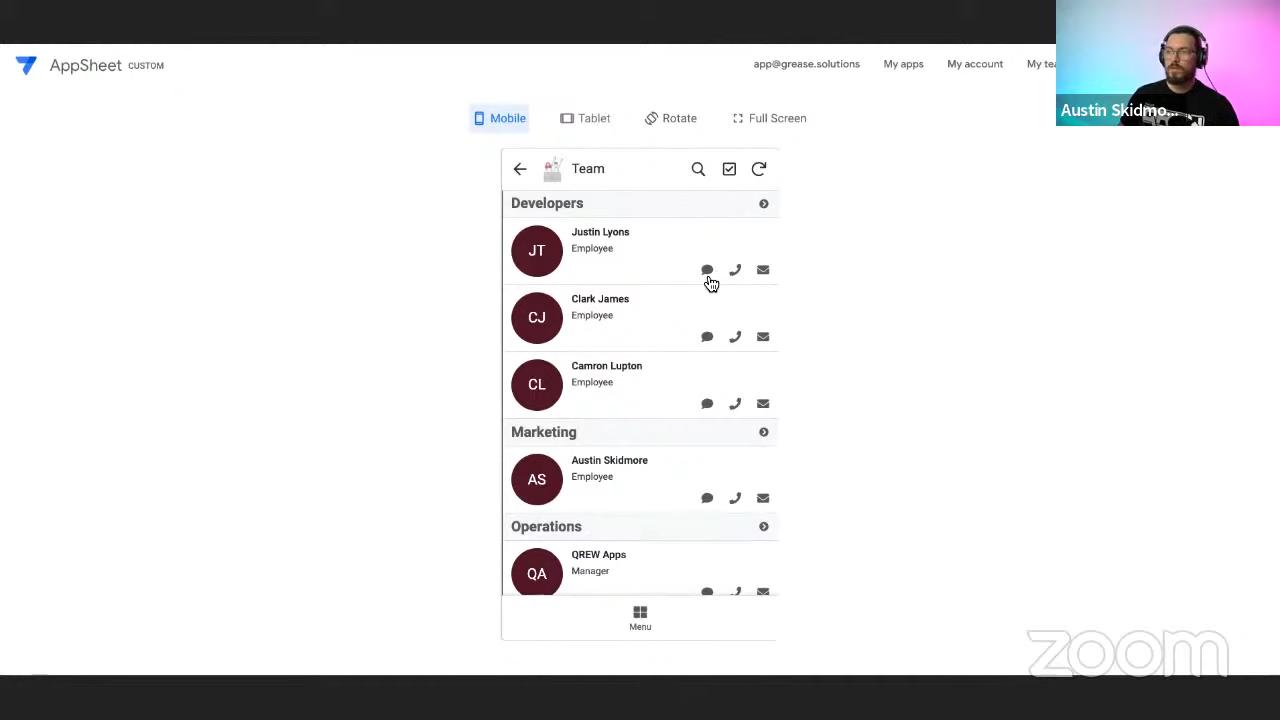 AppSheet CUSTOM
app@grease.solutions My apps My account My tea
Austin Skidmo...
Mobile Tablet Rotate Full Screen
Team
Developers
JT
Justin Lyons
Employee
CJ
Clark James
Employee
CL
Camron Lupton
Employee
Marketing
AS
Austin Skidmore
Employee
Operations
QA
QREW Apps
Manager
Menu
zoom